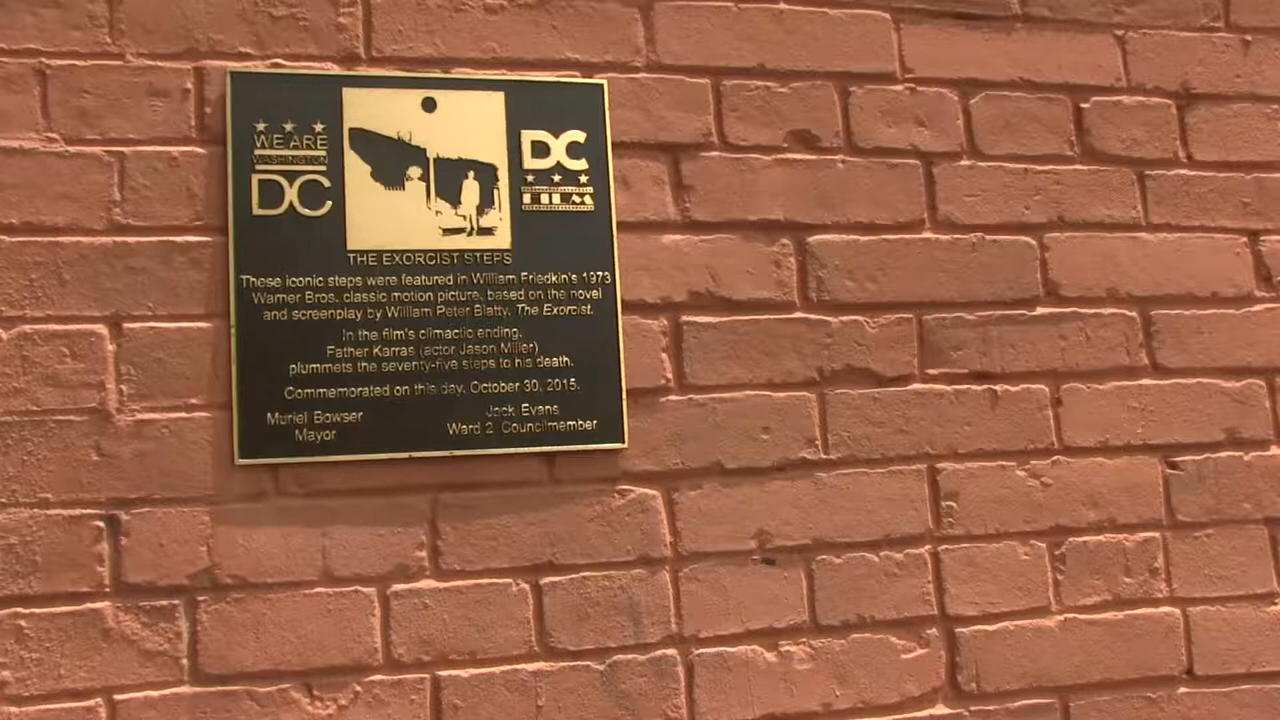 WE ARE
WASHINGTON
DC
DC
FILM
THE EXORCIST STEPS
These iconic steps were featured in William Friedkin's 1973
Warner Bros. classic motion picture, based on the novel
and screenplay by William Peter Blatty, The Exorcist.
In the film's climactic ending,
Father Karras (actor Jason Miller)
plummets the seventy-five steps to his death.
Commemorated on this day, October 30, 2015.
Muriel Bowser
Mayor
Jack Evans
Ward 2 Councilmember